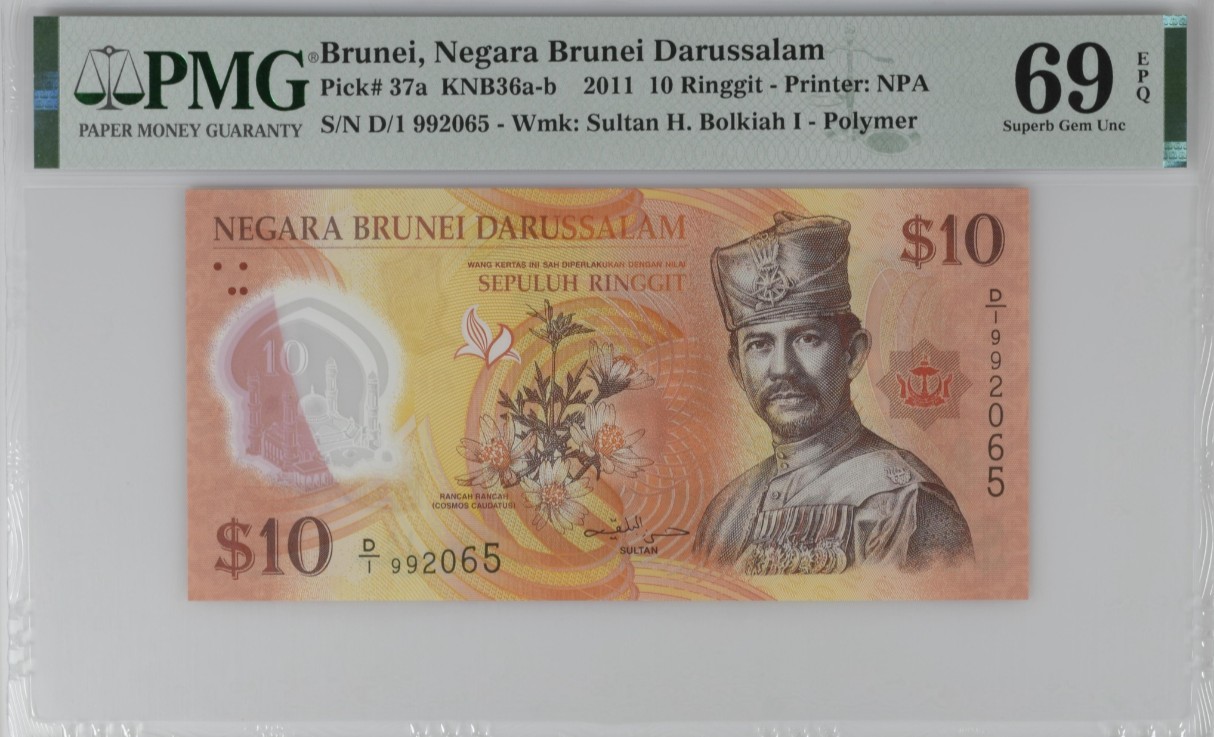 PMG®
PAPER MONEY GUARANTY
Brunei, Negara Brunei Darussalam
Pick# 37a KNB36a-b 2011 10 Ringgit - Printer: NPA
S/N D/1 992065 - Wmk: Sultan H. Bolkiah I - Polymer
69
EPQ
Superb Gem Unc
NEGARA BRUNEI DARUSSALAM
$10
WANG KERTAS INI SAH DIPERLAKUKAN DENGAN NILAI
SEPULUH RINGGIT
D/1 992065
10
RANCAH RANCAH
(COSMOS CAUDATUS)
SULTAN
$10
D/1 992065